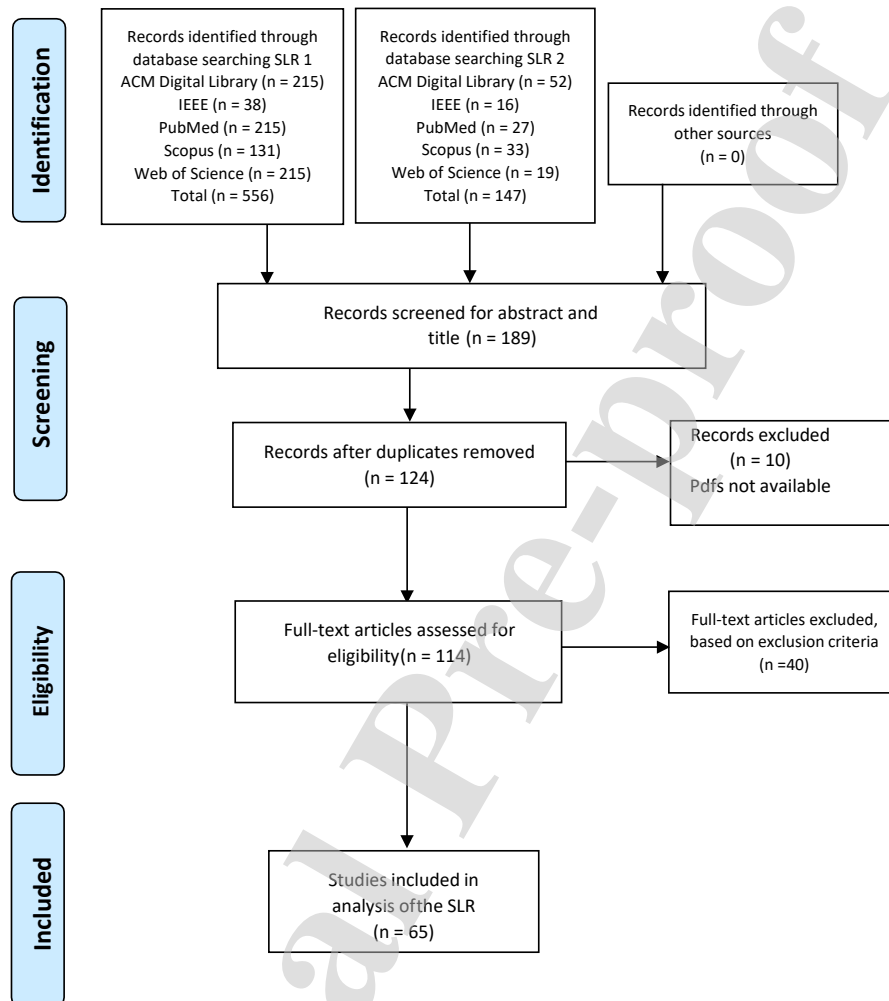 Identification
Records identified through
database searching SLR 1
ACM Digital Library (n = 215)
IEEE (n = 38)
PubMed (n = 215)
Scopus (n = 131)
Web of Science (n = 215)
Total (n = 556)
Records identified through
database searching SLR 2
ACM Digital Library (n = 52)
IEEE (n = 16)
PubMed (n = 27)
Scopus (n = 33)
Web of Science (n = 19)
Total (n = 147)
Records identified through
other sources
(n = 0)
Screening
Records screened for abstract and
title (n = 189)
Records after duplicates removed
(n = 124)
Records excluded
(n = 10)
Pdfs not available
Eligibility
Full-text articles assessed for
eligibility(n = 114)
Full-text articles excluded,
based on exclusion criteria
(n =40)
Included
Studies included in
analysis ofthe SLR
(n = 65)
al Pre-proof